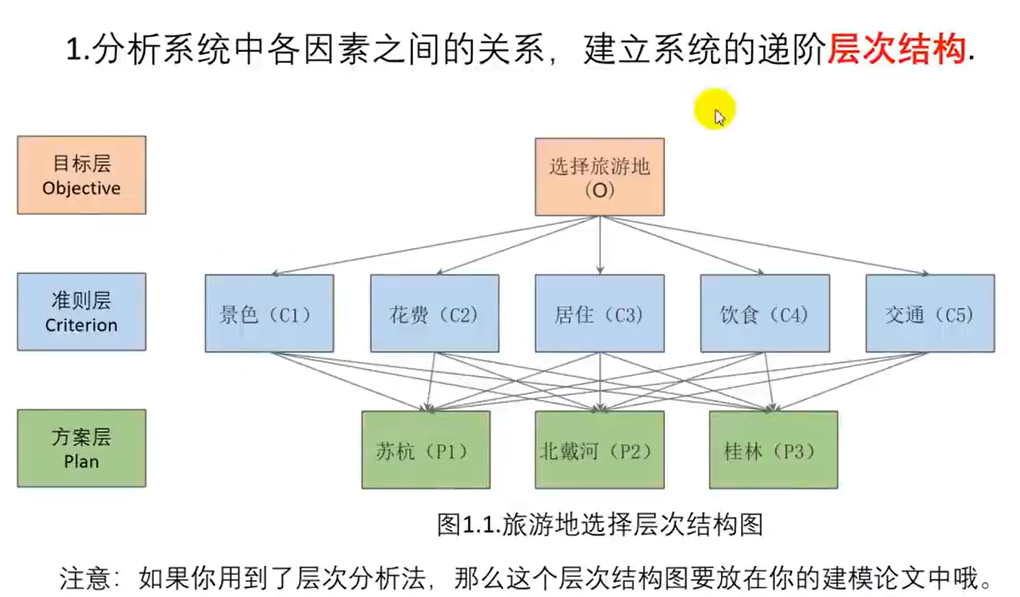 1.分析系统中各因素之间的关系，建立系统的递阶层次结构.
目标层
Objective
选择旅游地
(O)
准则层
Criterion
景色（C1）
花费（C2)
居住（C3)
饮食（C4)
交通（C5)
方案层
Plan
苏杭（P1）
北戴河（P2）
桂林（P3）
图1.1.旅游地选择层次结构图
注意：如果你用到了层次分析法，那么这个层次结构图要放在你的建模论文中哦。